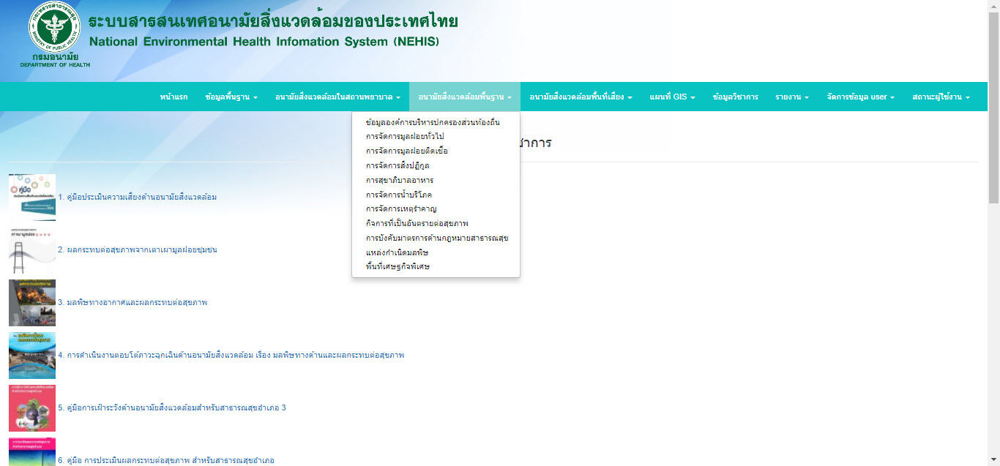 กระทรวงสาธารณสุข
MINISTRY OF PUBLIC HEALTH
กรมอนามัย
DEPARTMENT OF HEALTH
ระบบสารสนเทศอนามัยสิ่งแวดล้อมของประเทศไทย
National Environmental Health Infomation System (NEHIS)
หน้าแรก ข้อมูลพื้นฐาน อนามัยสิ่งแวดล้อมในสถานพยาบาล อนามัยสิ่งแวดล้อมพื้นฐาน อนามัยสิ่งแวดล้อมพื้นที่เสี่ยง แผนที่ GIS ข้อมูลวิชาการ รายงาน จัดการข้อมูล user สถานะผู้ใช้งาน
ข้อมูลองค์การบริหารปกครองส่วนท้องถิ่น
การจัดการมูลฝอยทั่วไป
การจัดการมูลฝอยติดเชื้อ
การจัดการสิ่งปฏิกูล
การสุขาภิบาลอาหาร
การจัดการน้ำบริโภค
การจัดการเหตุรำคาญ
กิจการที่เป็นอันตรายต่อสุขภาพ
การบังคับมาตรการด้านกฎหมายสาธารณสุข
แหล่งกำเนิดมลพิษ
พื้นที่เศรษฐกิจพิเศษ
ชาการ
คู่มือ
1. คู่มือประเมินความเสี่ยงด้านอนามัยสิ่งแวดล้อม
2. ผลกระทบต่อสุขภาพจากเตาเผามูลฝอยชุมชน
3. มลพิษทางอากาศและผลกระทบต่อสุขภาพ
4. การดำเนินงานตอบโต้ภาวะฉุกเฉินด้านอนามัยสิ่งแวดล้อม เรื่อง มลพิษทางด้านและผลกระทบต่อสุขภาพ
5. คู่มือการเฝ้าระวังด้านอนามัยสิ่งแวดล้อมสำหรับสาธารณสุขอำเภอ 3
6. คู่มือ การประเมินผลกระทบต่อสุขภาพ สำหรับสาธารณสุขอำเภอ